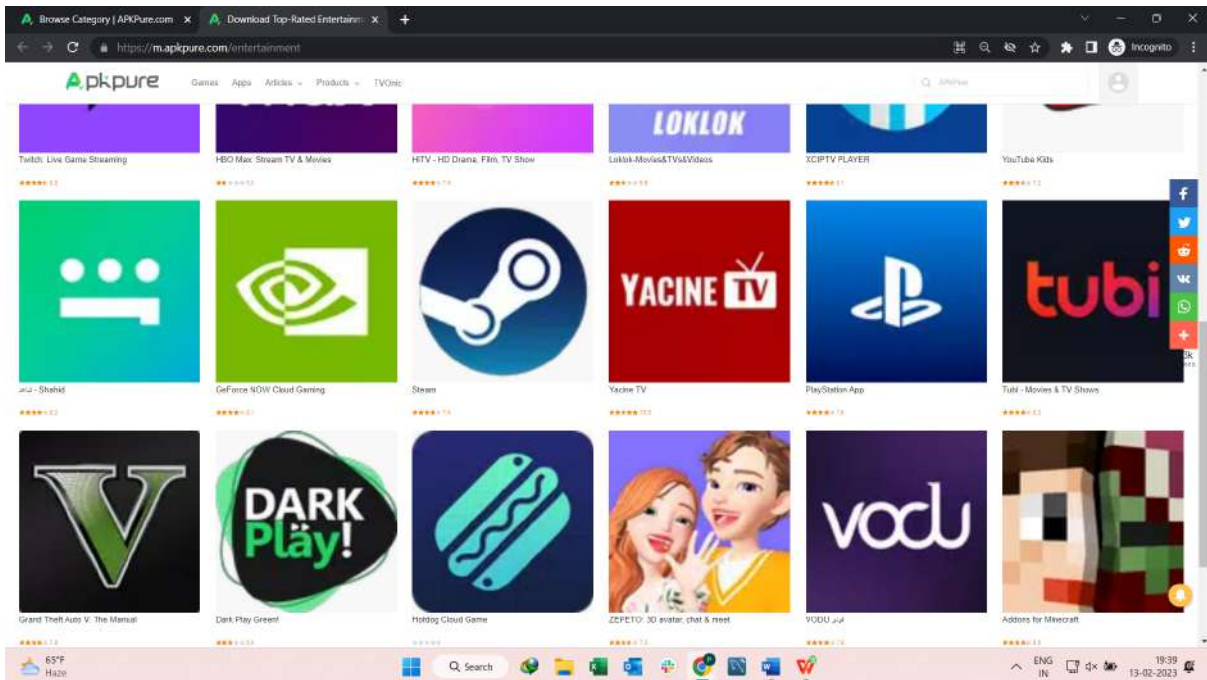 Browse Category | APKPure.com
Download Top-Rated Entertainm
https://m.apkpure.com/entertainment
Incognito
Apkpure
Games Apps Articles Products TVOnic
APKPure
LOKLOK
Twitch: Live Game Streaming
HBO Max: Stream TV & Movies
HiTV - HD Drama, Film, TV Show
Loklok-Movies&TVs&Videos
XCIPTV PLAYER
YouTube Kids
YACINE TV
tubi
شاهد - Shahid
GeForce NOW Cloud Gaming
Steam
Yacine TV
PlayStation App
Tubi - Movies & TV Shows
V
DARK
Pläy!
vodu
Grand Theft Auto V: The Manual
Dark Play Green!
Hotdog Cloud Game
ZEPETO: 3D avatar, chat & meet
VODU فودو
Addons for Minecraft
65°F
Haze
Search
ENG
IN
19:39
13-02-2023